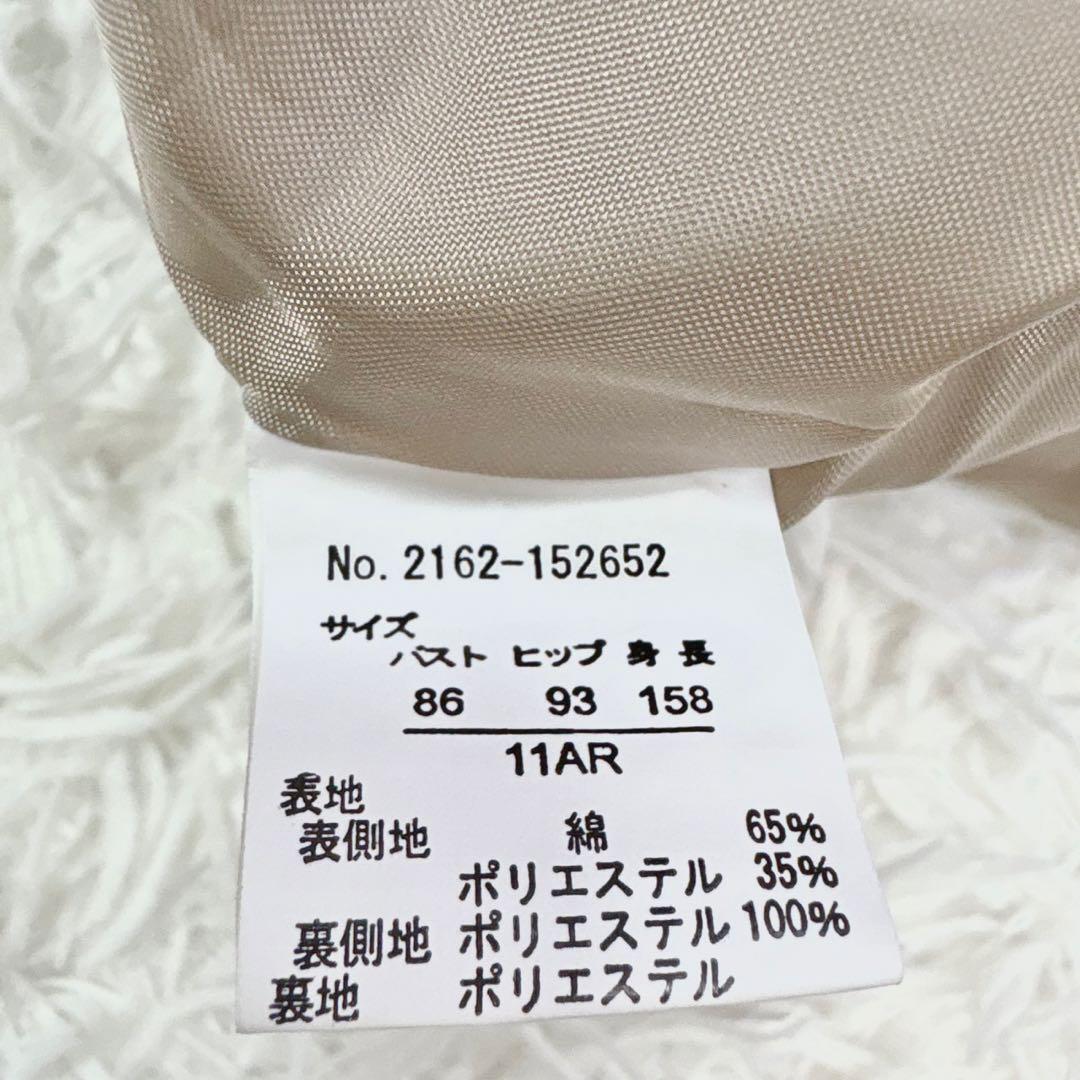 No. 2162-152652
サイズ
バスト ヒップ 身長
86 93 158
11AR
表地
表側地 綿 65%
ポリエステル 35%
裏側地 ポリエステル 100%
裏地 ポリエステル